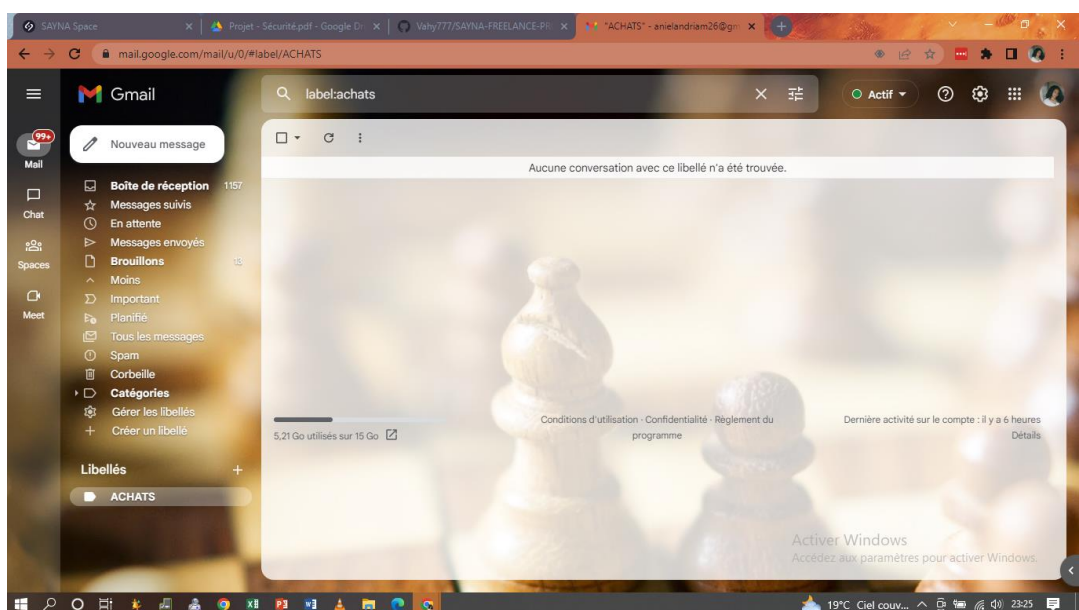 SAYNA Space
Projet - Sécurité.pdf - Google Dr
Vahy777/SAYNA-FREELANCE-PR
"ACHATS" - anielandriam26@gm
mail.google.com/mail/u/0/#label/ACHATS
Gmail
label:achats
Actif
99+
Mail
Chat
Spaces
Meet
Nouveau message
Boîte de réception 1157
Messages suivis
En attente
Messages envoyés
Brouillons
Moins
Important
Planifié
Tous les messages
Spam
Corbeille
Catégories
Gérer les libellés
Créer un libellé
Libellés
ACHATS
Aucune conversation avec ce libellé n'a été trouvée.
5,21 Go utilisés sur 15 Go
Conditions d'utilisation · Confidentialité · Règlement du
programme
Dernière activité sur le compte : il y a 6 heures
Détails
Activer Windows
Accédez aux paramètres pour activer Windows.
19°C Ciel couv...
23:25